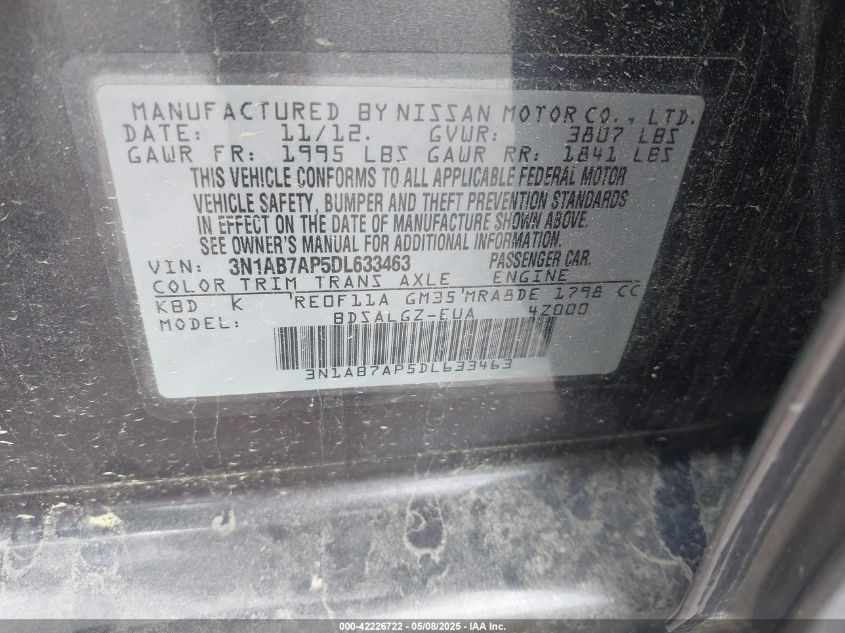 MANUFACTURED BY NISSAN MOTOR CO., LTD.
DATE: 11/12. GVWR: 3807 LBS
GAWR FR: 1995 LBS GAWR RR: 1841 LBS
THIS VEHICLE CONFORMS TO ALL APPLICABLE FEDERAL MOTOR
VEHICLE SAFETY, BUMPER AND THEFT PREVENTION STANDARDS
IN EFFECT ON THE DATE OF MANUFACTURE SHOWN ABOVE.
SEE OWNER'S MANUAL FOR ADDITIONAL INFORMATION.
VIN: 3N1AB7AP5DL633463 PASSENGER CAR.
COLOR TRIM TRANS AXLE ENGINE
KBD K RE0F11A GM35 MRA8DE 1798 CC
MODEL: BDSALGZ-EUA 4Z000
3N1AB7AP5DL633463
000-42226722 | 05/08/2025 - IAA Inc.